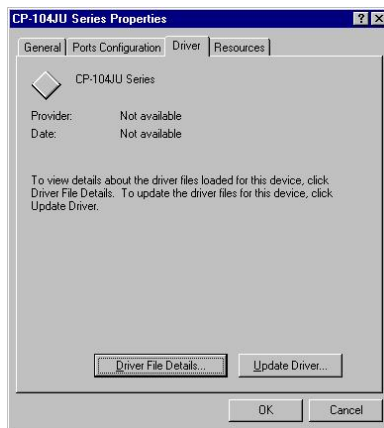 CP-104JU Series Properties
General Ports Configuration Driver Resources
CP-104JU Series
Provider: Not available
Date: Not available
To view details about the driver files loaded for this device, click
Driver File Details. To update the driver files for this device, click
Update Driver.
Driver File Details... Update Driver...
OK Cancel